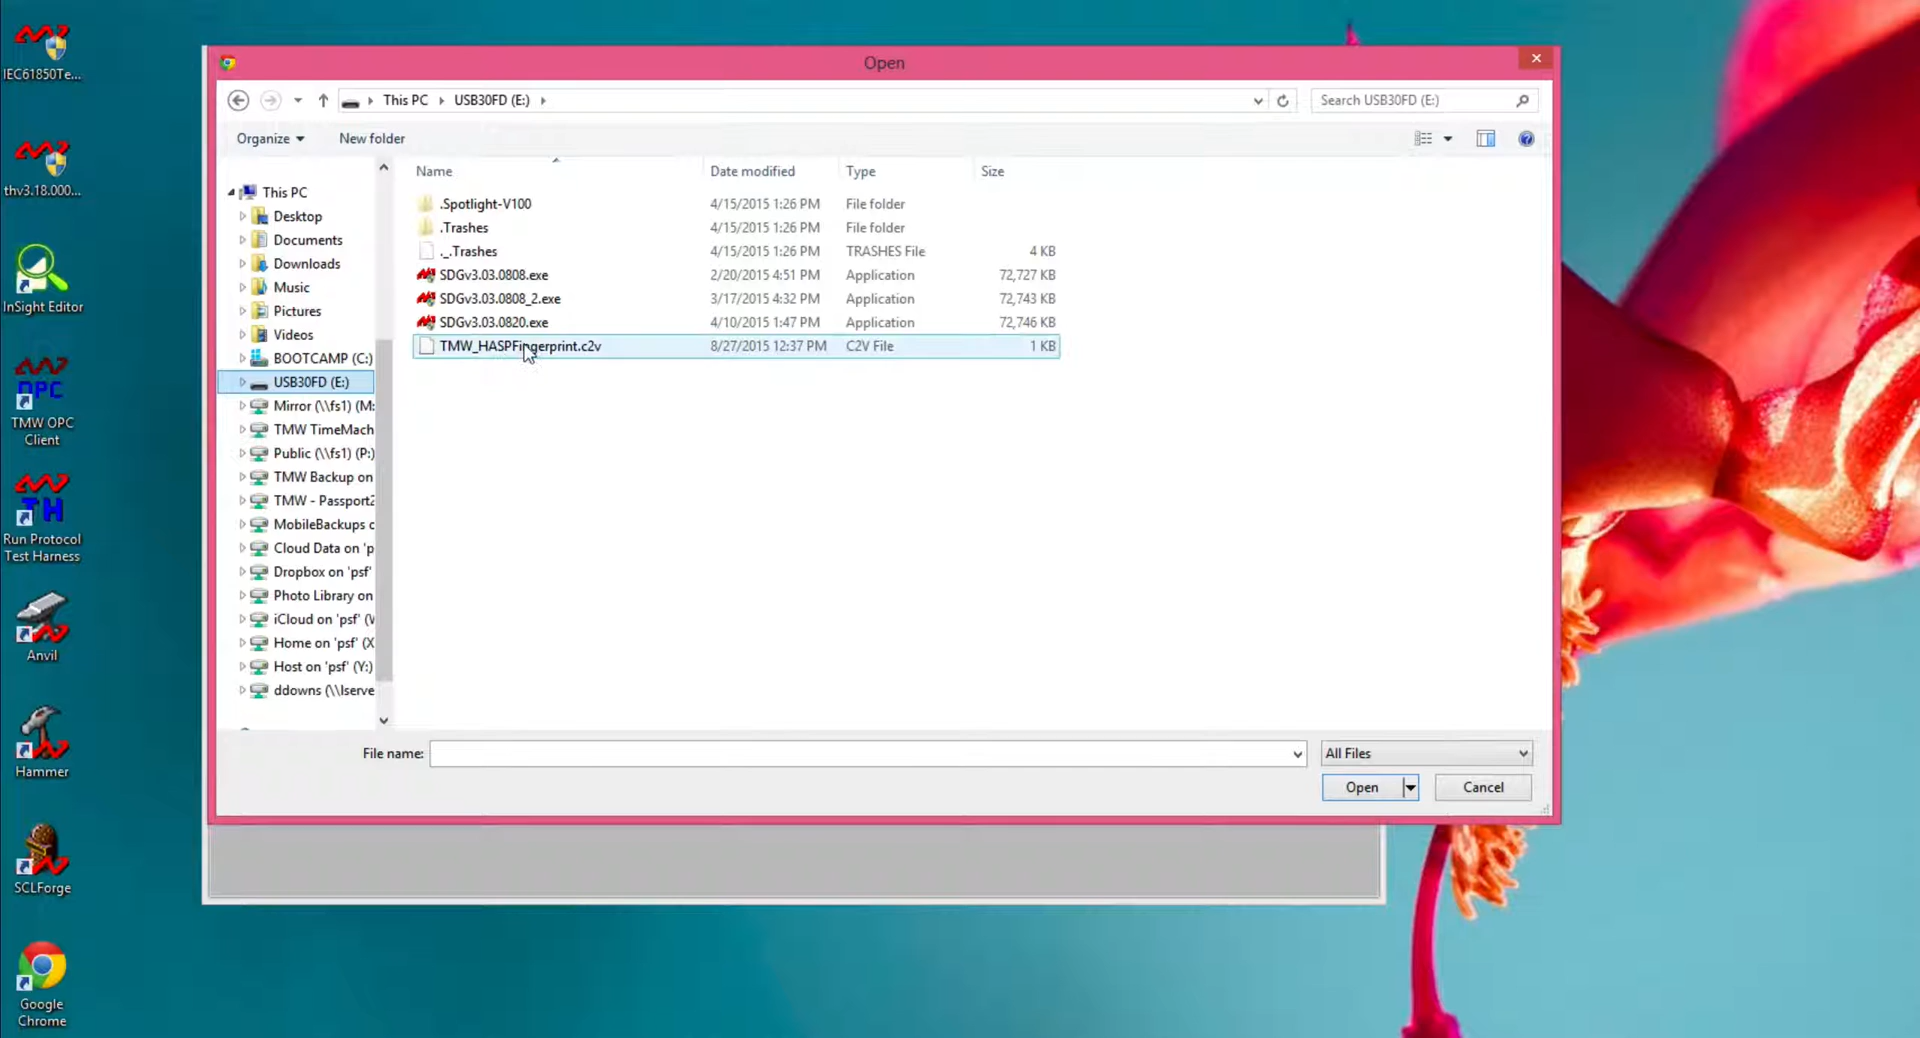 IEC61850Te...
thv3.18.000...
InSight Editor
OPC
TMW OPC
Client
TH
Run Protocol
Test Harness
Anvil
Hammer
SCLForge
Google
Chrome
Open
This PC USB30FD (E:)
Search USB30FD (E:)
Organize New folder
Name Date modified Type Size
This PC
Desktop
Documents
Downloads
Music
Pictures
Videos
BOOTCAMP (C:)
USB30FD (E:)
Mirror (\\fs1) (M:
TMW TimeMach
Public (\\fs1) (P:)
TMW Backup on
TMW - Passport2
MobileBackups c
Cloud Data on 'p
Dropbox on 'psf'
Photo Library on
iCloud on 'psf' (V
Home on 'psf' (X
Host on 'psf' (Y:)
ddowns (\\lserve
.Spotlight-V100 4/15/2015 1:26 PM File folder
.Trashes 4/15/2015 1:26 PM File folder
._.Trashes 4/15/2015 1:26 PM TRASHES File 4 KB
SDGv3.03.0808.exe 2/20/2015 4:51 PM Application 72,727 KB
SDGv3.03.0808_2.exe 3/17/2015 4:32 PM Application 72,743 KB
SDGv3.03.0820.exe 4/10/2015 1:47 PM Application 72,746 KB
TMW_HASPFingerprint.c2v 8/27/2015 12:37 PM C2V File 1 KB
File name: All Files
Open Cancel